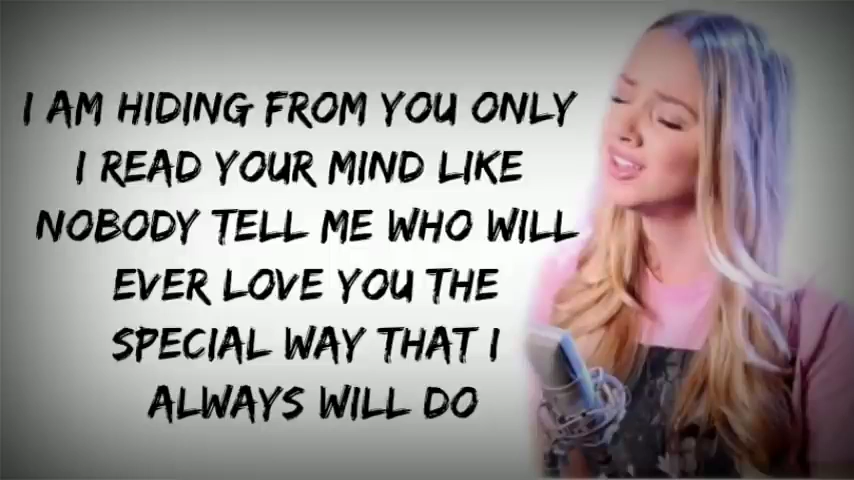 I AM HIDING FROM YOU ONLY
I READ YOUR MIND LIKE
NOBODY TELL ME WHO WILL
EVER LOVE YOU THE
SPECIAL WAY THAT I
ALWAYS WILL DO